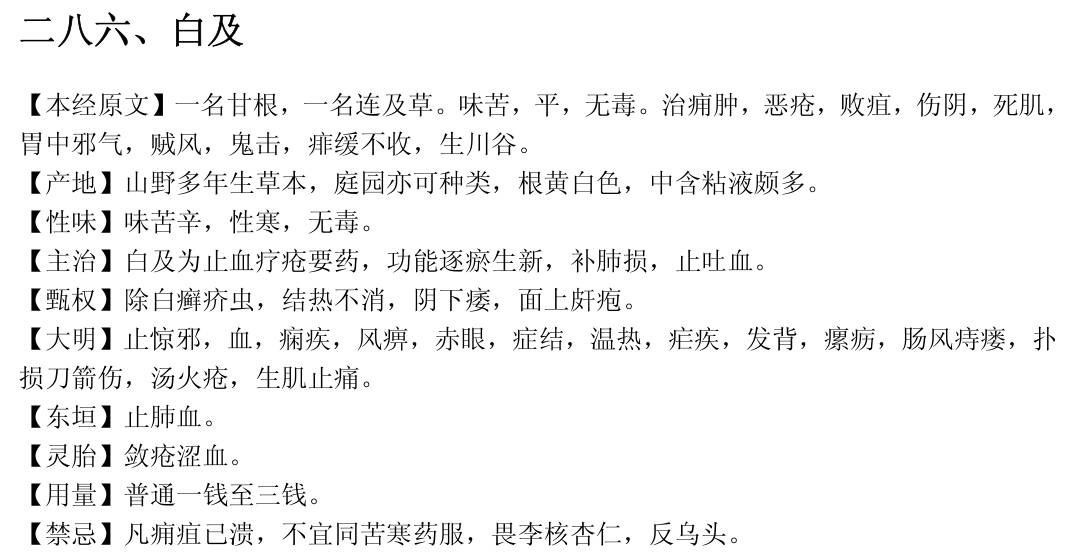 二八六、白及
【本经原文】一名甘根，一名连及草。味苦，平，无毒。治痈肿，恶疮，败疽，伤阴，死肌，
胃中邪气，贼风，鬼击，痱缓不收，生川谷。
【产地】山野多年生草本，庭园亦可种类，根黄白色，中含粘液颇多。
【性味】味苦辛，性寒，无毒。
【主治】白及为止血疗疮要药，功能逐瘀生新，补肺损，止吐血。
【甄权】除白癣疥虫，结热不消，阴下痿，面上皯疱。
【大明】止惊邪，血，痫疾，风痹，赤眼，症结，温热，疟疾，发背，瘰疬，肠风痔瘘，扑
损刀箭伤，汤火疮，生肌止痛。
【东垣】止肺血。
【灵胎】敛疮涩血。
【用量】普通一钱至三钱。
【禁忌】凡痈疽已溃，不宜同苦寒药服，畏李核杏仁，反乌头。